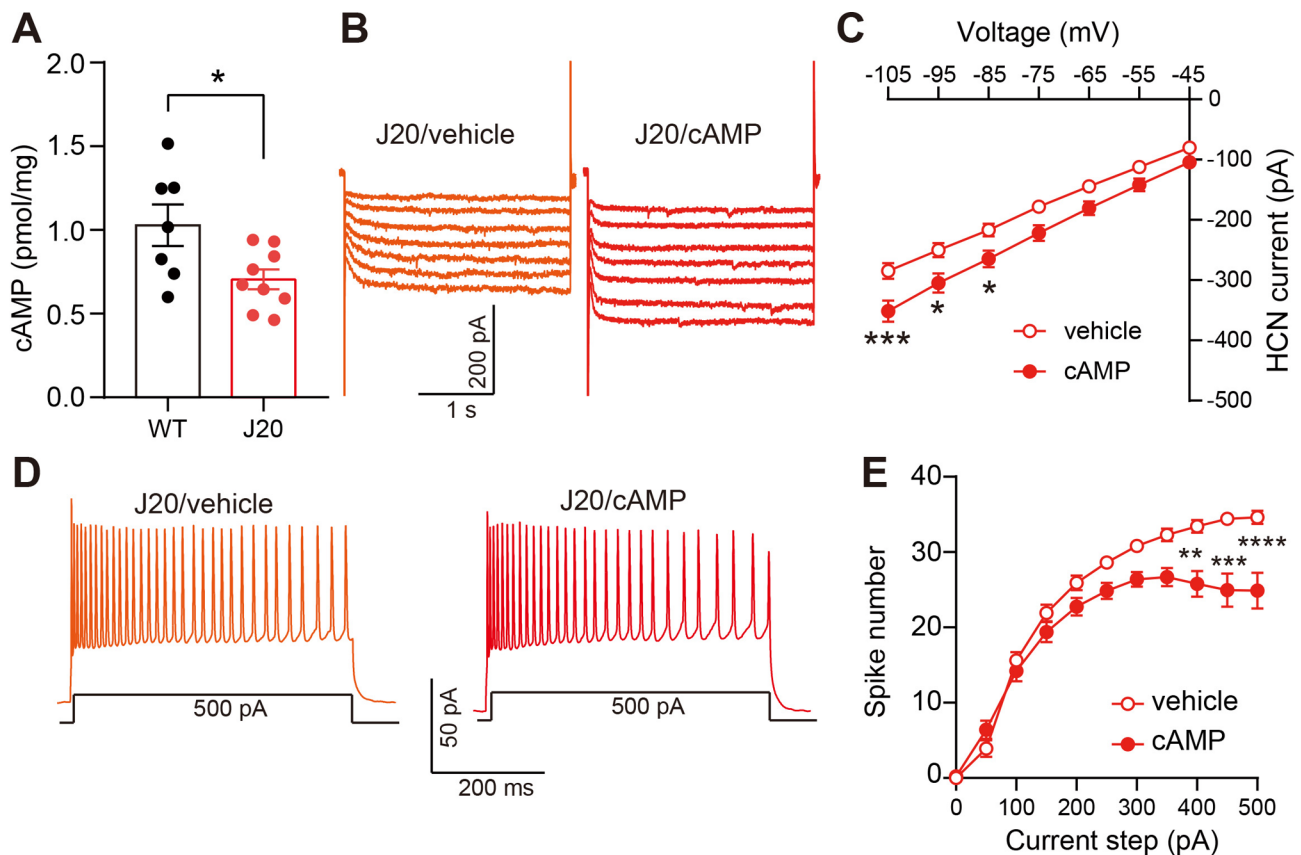 A
cAMP (pmol/mg)
2.0
1.5
1.0
0.5
0.0
*
WT
J20
B
J20/vehicle
J20/cAMP
200 pA
1 s
C
Voltage (mV)
-105 -95 -85 -75 -65 -55 -45
0
-100
-200
-300
-400
-500
HCN current (pA)
*** * *
vehicle
cAMP
D
J20/vehicle
J20/cAMP
500 pA
500 pA
50 pA
200 ms
E
Spike number
40
30
20
10
0
** *** ****
vehicle
cAMP
0 100 200 300 400 500
Current step (pA)